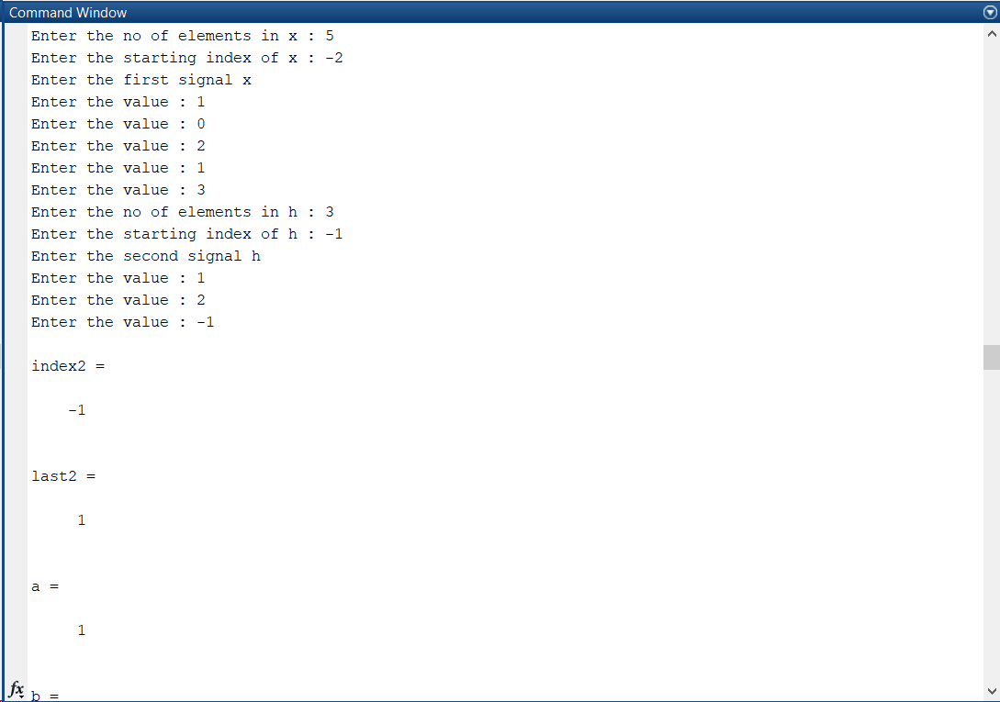 Command Window
Enter the no of elements in x : 5
Enter the starting index of x : -2
Enter the first signal x
Enter the value : 1
Enter the value : 0
Enter the value : 2
Enter the value : 1
Enter the value : 3
Enter the no of elements in h : 3
Enter the starting index of h : -1
Enter the second signal h
Enter the value : 1
Enter the value : 2
Enter the value : -1
index2 =
-1
last2 =
1
a =
1
fx b =